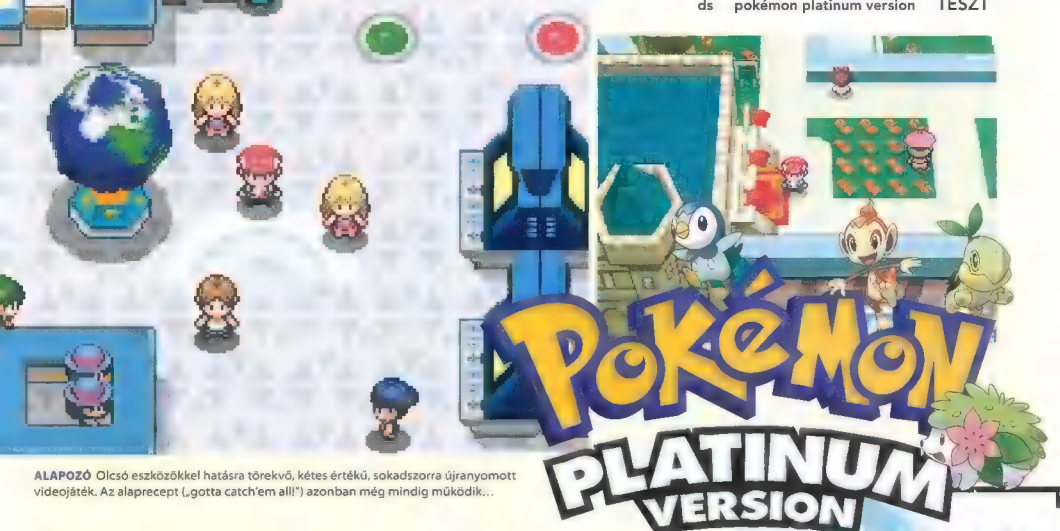 ds pokémon platinum version TESZT
POKÉMON
PLATINUM
VERSION
ALAPOZÓ Olcsó eszközökkel hatásra törekvő, kétes értékű, sokadszorra újranyomott
videojáték. Az alaprecept („gotta catch'em all!") azonban még mindig működik...